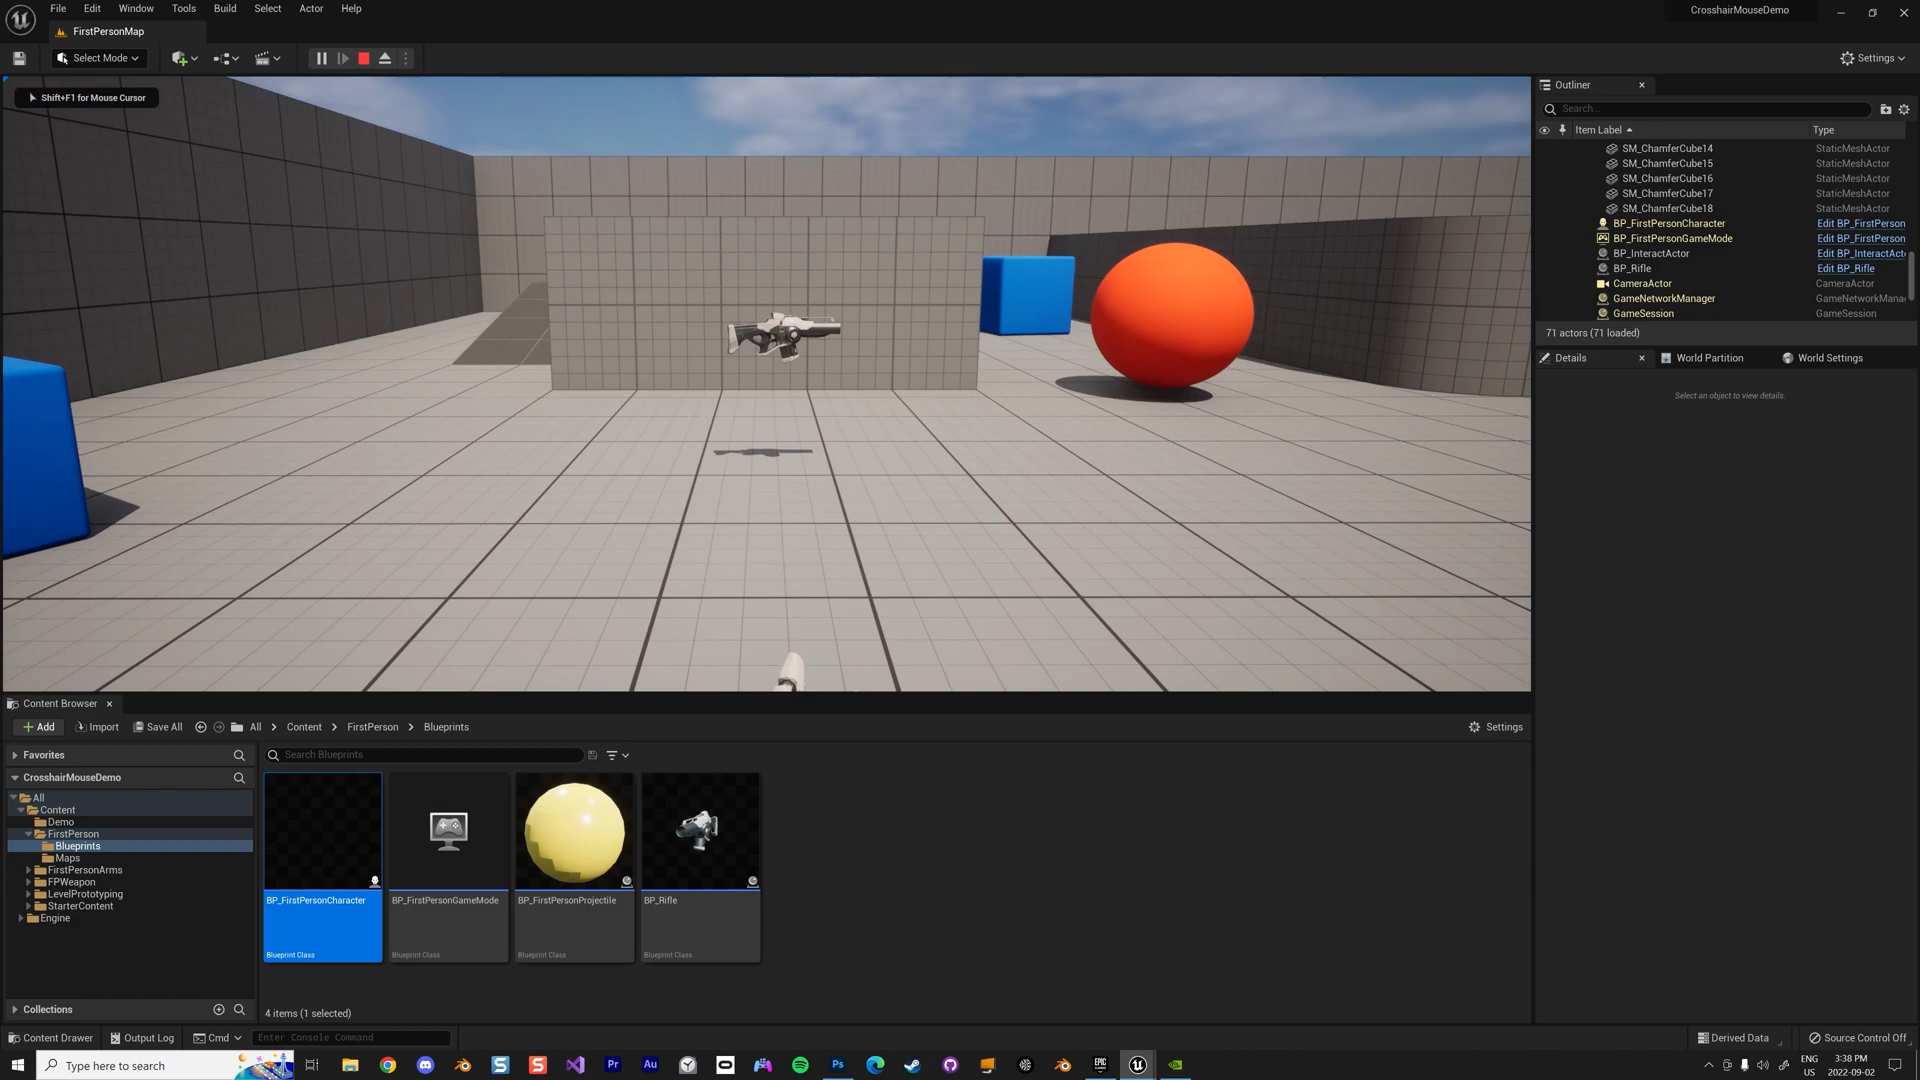 File Edit Window Tools Build Select Actor Help
CrosshairMouseDemo
FirstPersonMap
Select Mode
Settings
Shift+F1 for Mouse Cursor
Outliner
Search...
Item Label Type
SM_ChamferCube14 StaticMeshActor
SM_ChamferCube15 StaticMeshActor
SM_ChamferCube16 StaticMeshActor
SM_ChamferCube17 StaticMeshActor
SM_ChamferCube18 StaticMeshActor
BP_FirstPersonCharacter Edit BP_FirstPerson
BP_FirstPersonGameMode Edit BP_FirstPerson
BP_InteractActor Edit BP_InteractActo
BP_Rifle Edit BP_Rifle
CameraActor CameraActor
GameNetworkManager GameNetworkMana
GameSession GameSession
71 actors (71 loaded)
Details World Partition World Settings
Select an object to view details.
Content Browser
Add Import Save All All Content FirstPerson Blueprints Settings
Favorites
Search Blueprints
CrosshairMouseDemo
All
Content
Demo
FirstPerson
Blueprints
Maps
FirstPersonArms
FPWeapon
LevelPrototyping
StarterContent
Engine
BP_FirstPersonCharacter
Blueprint Class
BP_FirstPersonGameMode
Blueprint Class
BP_FirstPersonProjectile
Blueprint Class
BP_Rifle
Blueprint Class
Collections
4 items (1 selected)
Content Drawer Output Log Cmd Enter Console Command Derived Data Source Control Off
Type here to search
Pr Au Ps
EPIC GAMES
ENG
US
3:38 PM
2022-09-02